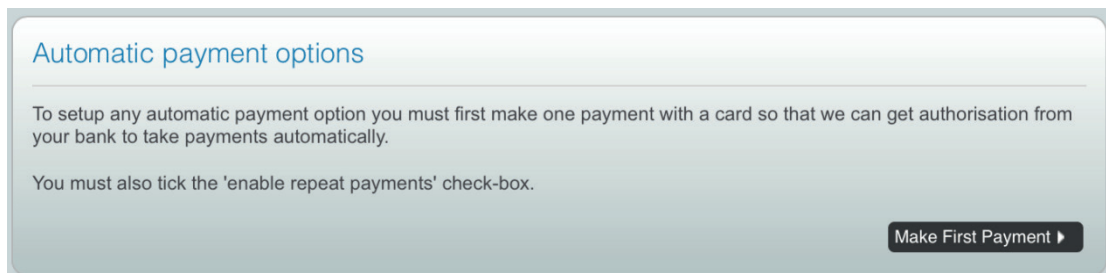 Automatic payment options
To setup any automatic payment option you must first make one payment with a card so that we can get authorisation from
your bank to take payments automatically.
You must also tick the 'enable repeat payments' check-box.
Make First Payment